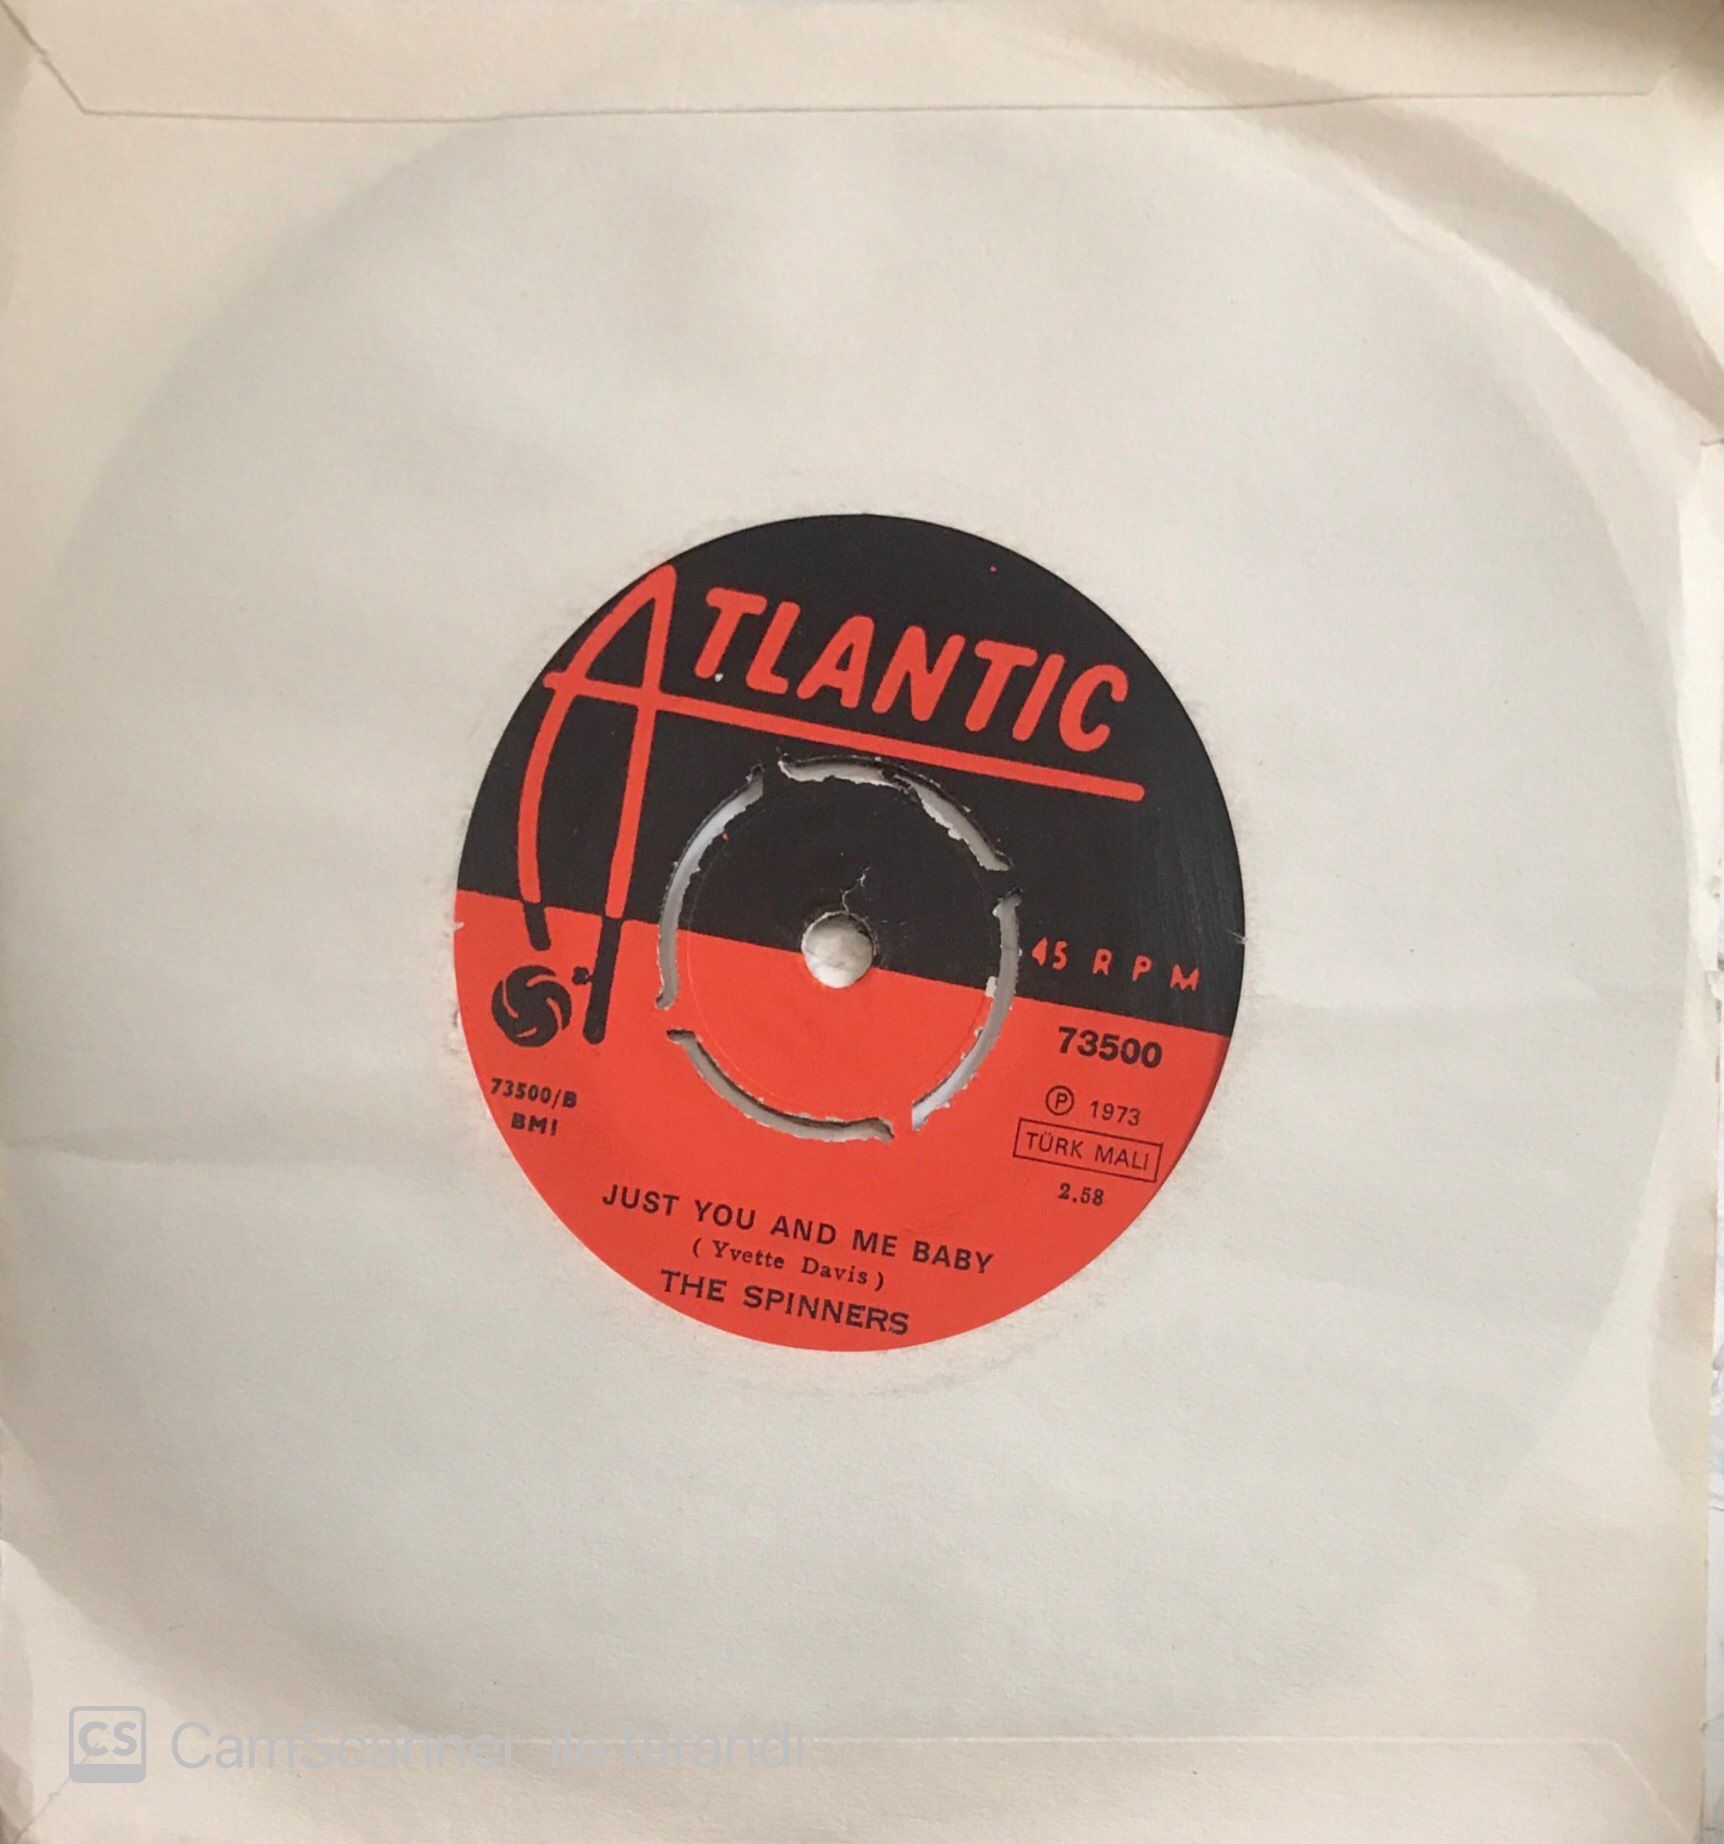 ATLANTIC
45 RPM
73500
Ⓟ 1973
TÜRK MALI
2.58
73500/B
BMI
JUST YOU AND ME BABY
( Yvette Davis )
THE SPINNERS
CS CamScanner ile tarandı